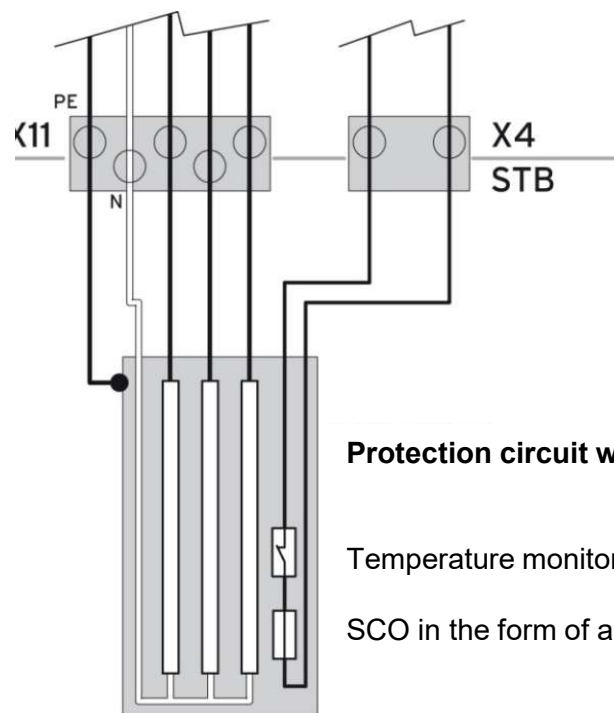 PE
X11
N
X4
STB
Protection circuit w
Temperature monitor
SCO in the form of a